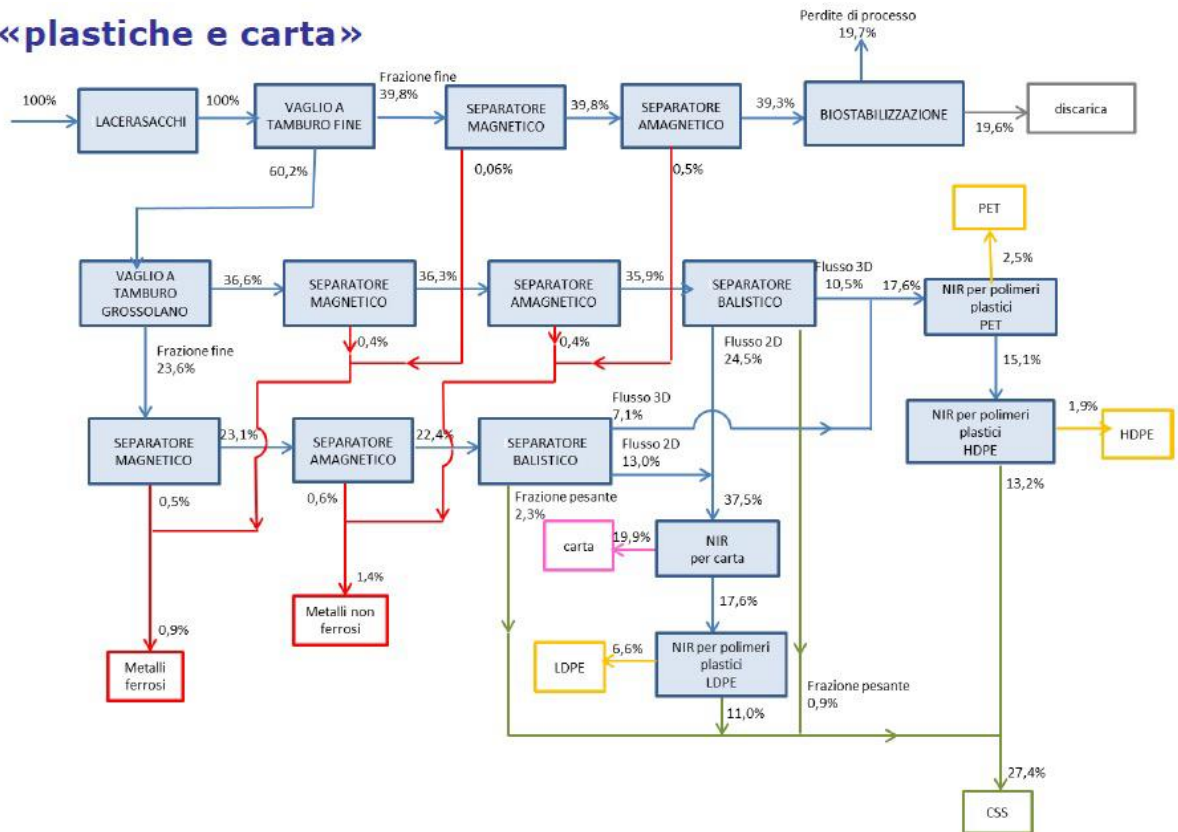 «plastiche e carta»
Perdite di processo
19,7%
100%
LACERASACCHI
100%
VAGLIO A
TAMBURO FINE
Frazione fine
39,8%
SEPARATORE
MAGNETICO
39,8%
SEPARATORE
AMAGNETICO
39,3%
BIOSTABILIZZAZIONE
19,6%
discarica
60,2%
0,06%
0,5%
PET
2,5%
VAGLIO A
TAMBURO
GROSSOLANO
36,6%
SEPARATORE
MAGNETICO
36,3%
SEPARATORE
AMAGNETICO
35,9%
SEPARATORE
BALISTICO
Flusso 3D
10,5%
17,6%
NIR per polimeri
plastici
PET
0,4%
0,4%
Flusso 2D
24,5%
15,1%
Frazione fine
23,6%
Flusso 3D
7,1%
SEPARATORE
MAGNETICO
23,1%
SEPARATORE
AMAGNETICO
22,4%
SEPARATORE
BALISTICO
Flusso 2D
13,0%
NIR per polimeri
plastici
HDPE
1,9%
HDPE
0,5%
0,6%
Frazione pesante
2,3%
37,5%
13,2%
carta
19,9%
NIR
per carta
1,4%
Metalli non
ferrosi
17,6%
0,9%
Metalli
ferrosi
LDPE
6,6%
NIR per polimeri
plastici
LDPE
Frazione pesante
0,9%
11,0%
27,4%
CSS